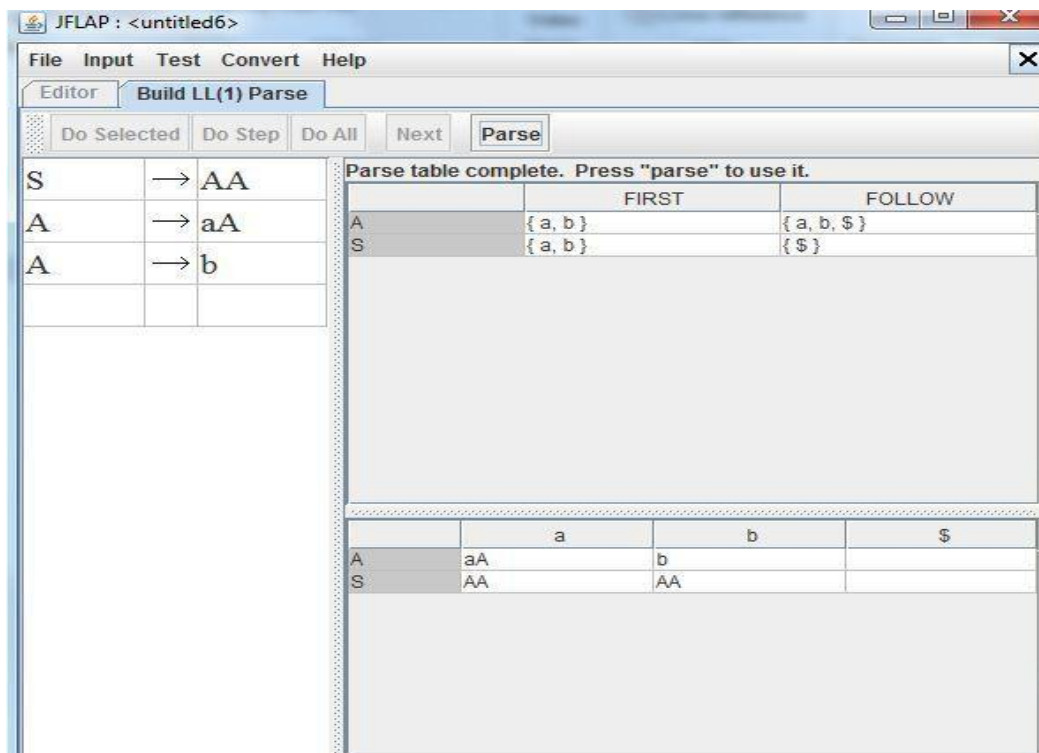 JFLAP : <untitled6>
File Input Test Convert Help
Editor Build LL(1) Parse
Do Selected Do Step Do All Next Parse
S → AA
A → aA
A → b
Parse table complete. Press "parse" to use it.
FIRST FOLLOW
A { a, b } { a, b, $ }
S { a, b } { $ }
a b $
A aA b
S AA AA